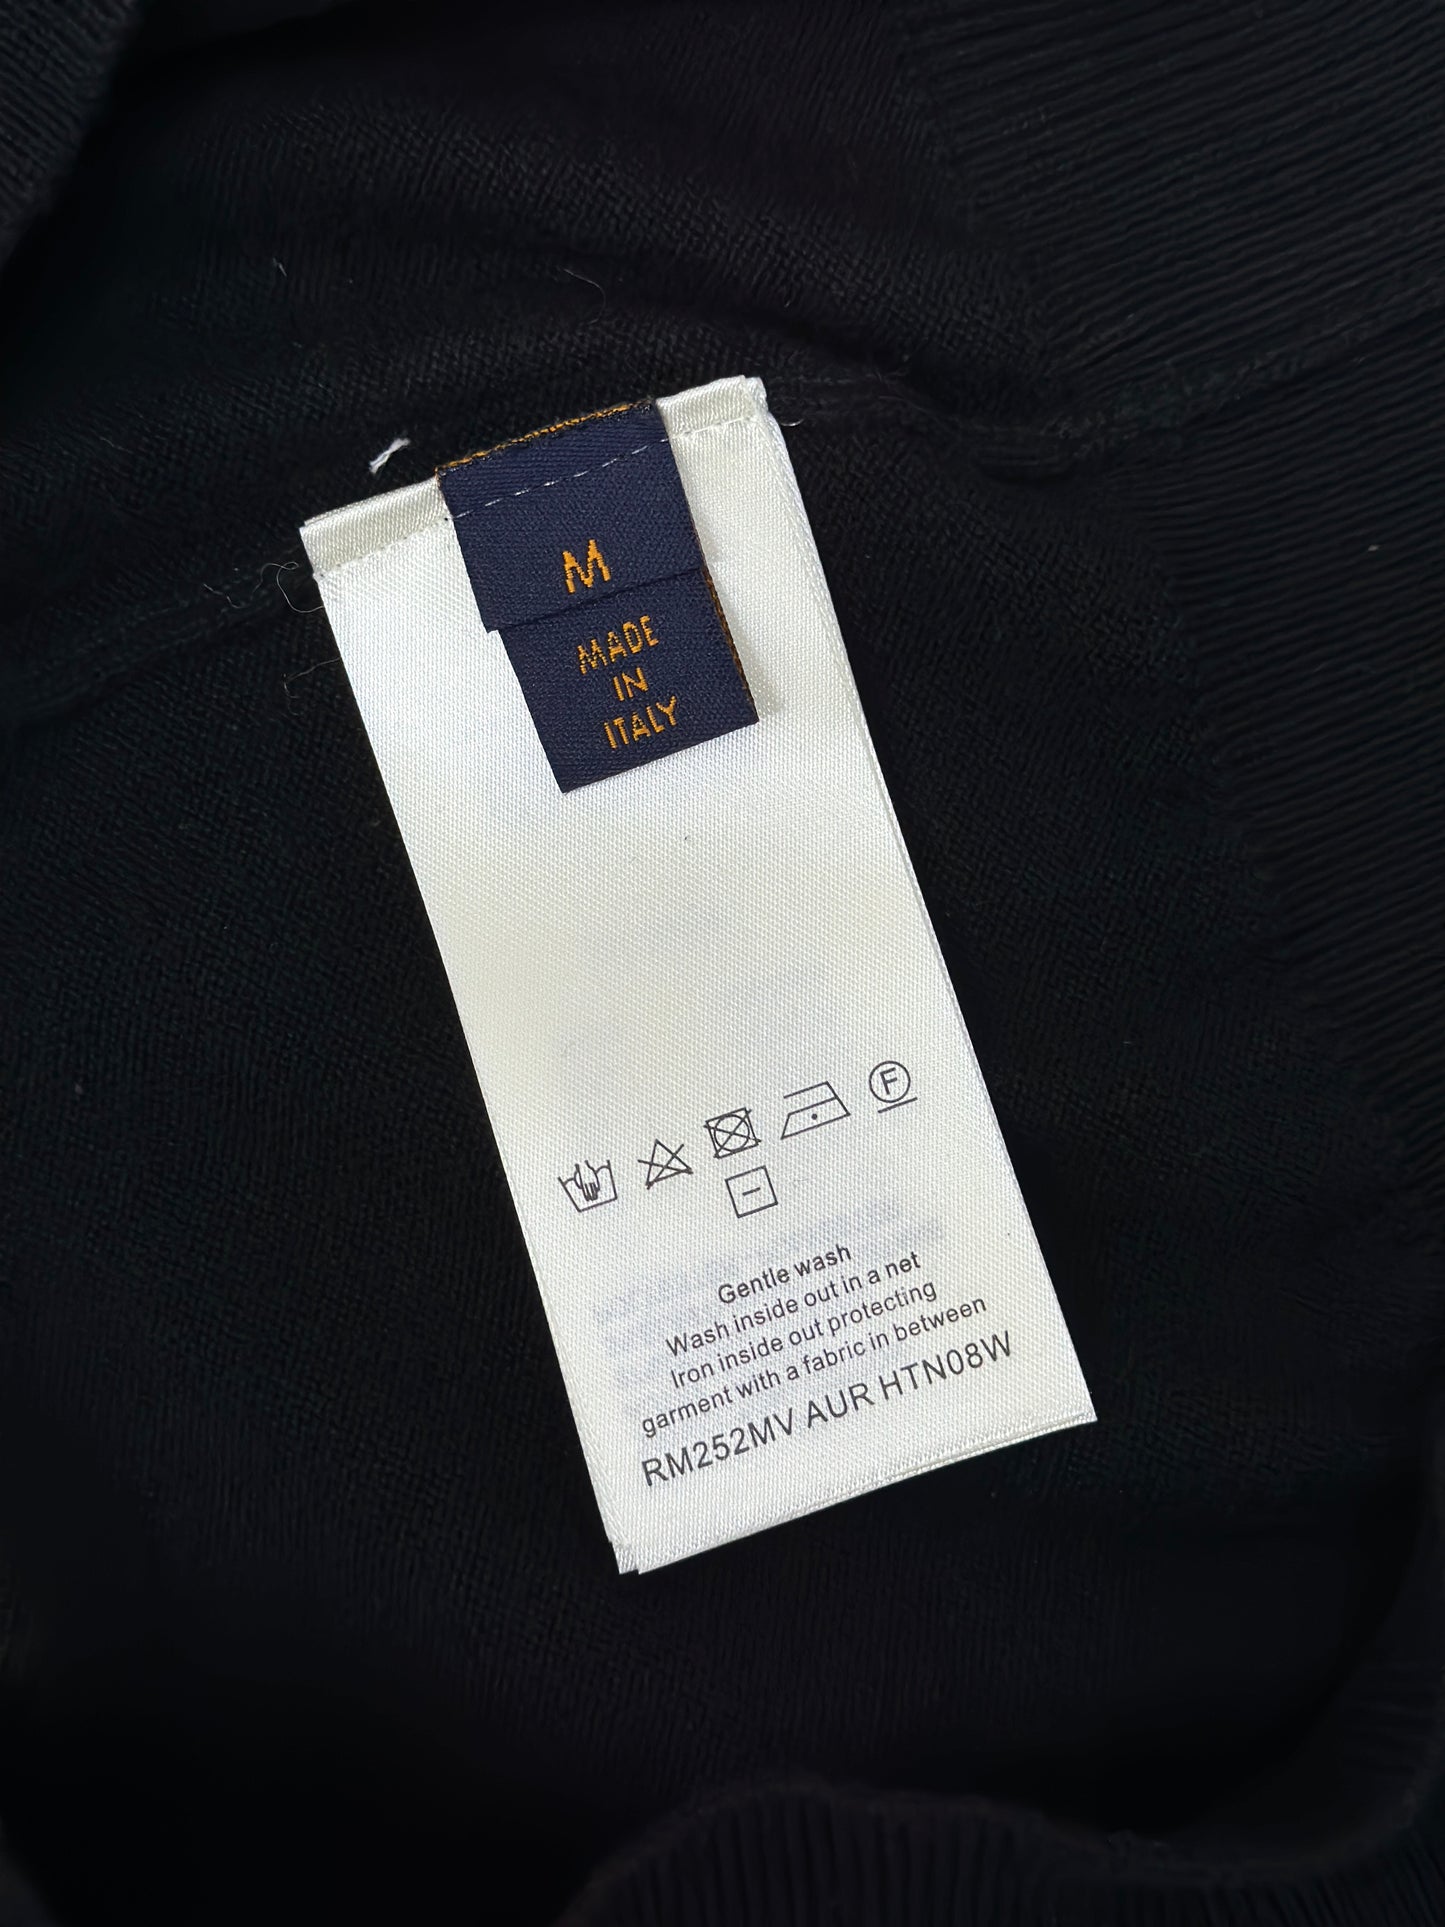 M
MADE
IN
ITALY
F
Gentle wash
Wash inside out in a net
Iron inside out protecting
garment with a fabric in between
RM252MV AUR HTN08W